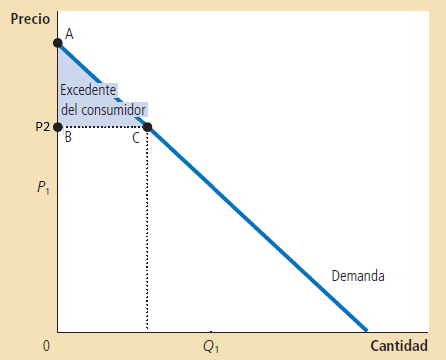 Precio
A
Excedente
del consumidor
P2
B
C
P1
Demanda
0
Q1
Cantidad